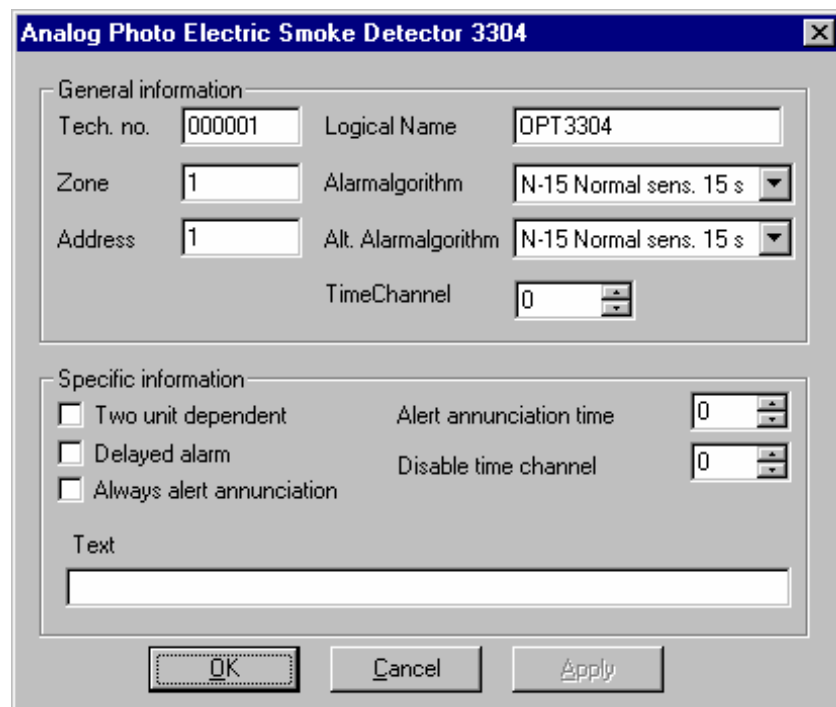 Analog Photo Electric Smoke Detector 3304
General information
Tech. no. 000001 Logical Name OPT3304
Zone 1 Alarmalgorithm N-15 Normal sens. 15 s
Address 1 Alt. Alarmalgorithm N-15 Normal sens. 15 s
TimeChannel 0
Specific information
Two unit dependent Alert annunciation time 0
Delayed alarm Disable time channel 0
Always alert annunciation
Text
OK Cancel Apply